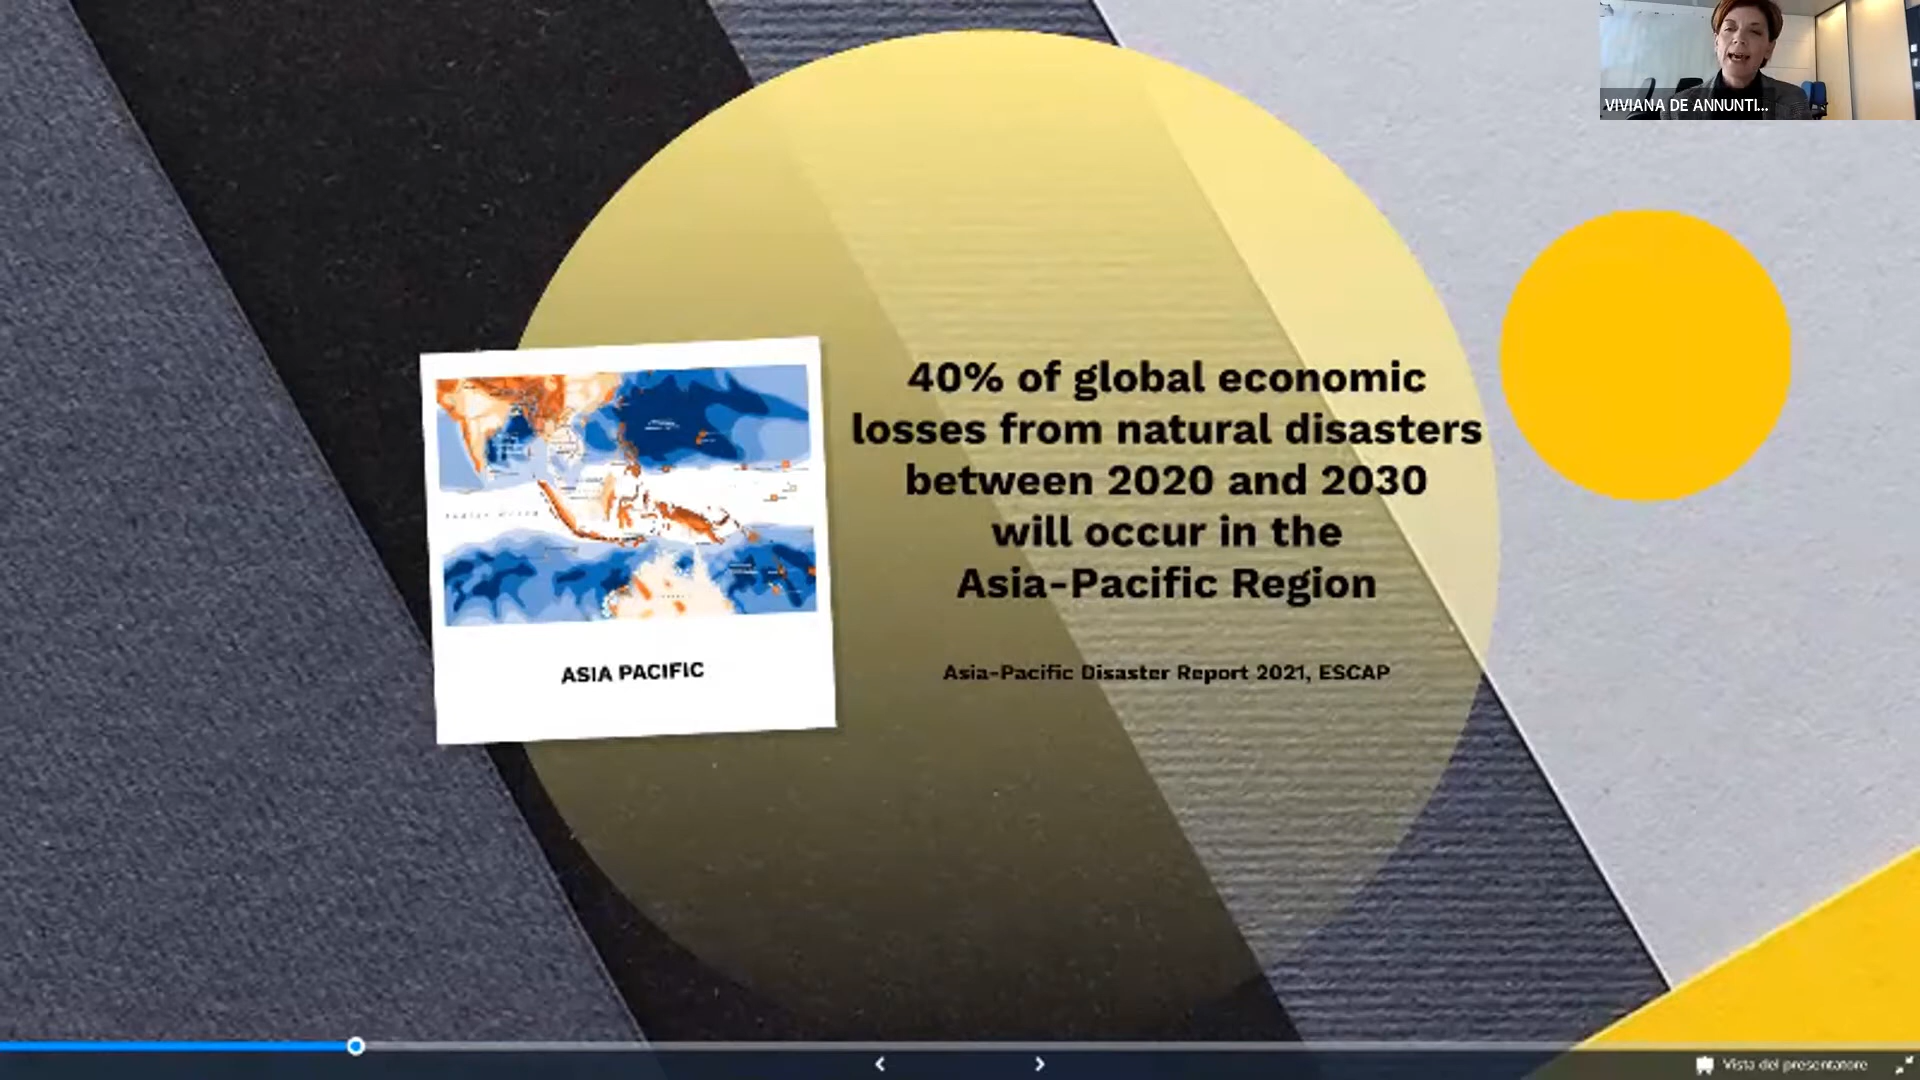 VIVIANA DE ANNUNTI...
40% of global economic
losses from natural disasters
between 2020 and 2030
will occur in the
Asia-Pacific Region
Asia-Pacific Disaster Report 2021, ESCAP
ASIA PACIFIC
Vista del presentatore